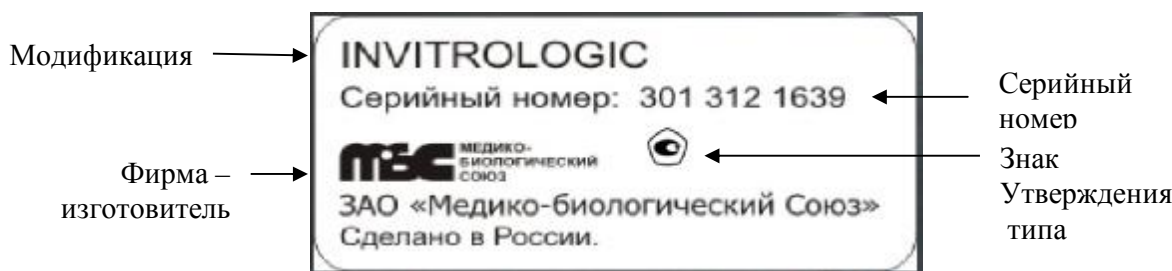 Модификация
INVITROLOGIC
Серийный номер: 301 312 1639
Серийный
номер
МБС
МЕДИКО-
БИОЛОГИЧЕСКИЙ
СОЮЗ
Знак
Утверждения
типа
Фирма –
изготовитель
ЗАО «Медико-биологический Союз»
Сделано в России.